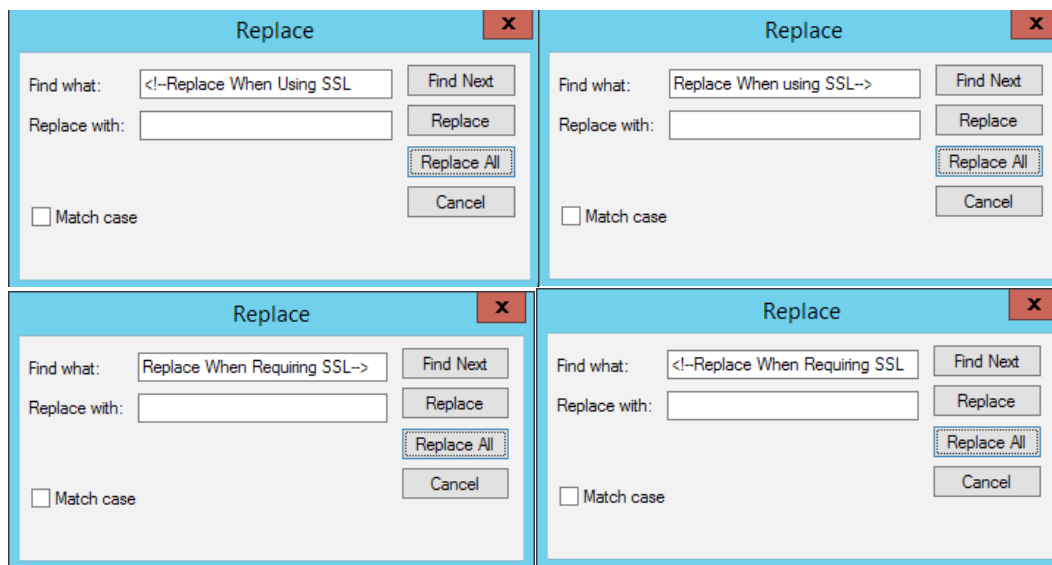 Replace
x
Find what:
<!--Replace When Using SSL
Find Next
Replace with:
Replace
Replace All
Cancel
Match case
Replace
x
Find what:
Replace When using SSL-->
Find Next
Replace with:
Replace
Replace All
Cancel
Match case
Replace
x
Find what:
Replace When Requiring SSL-->
Find Next
Replace with:
Replace
Replace All
Cancel
Match case
Replace
x
Find what:
<!--Replace When Requiring SSL
Find Next
Replace with:
Replace
Replace All
Cancel
Match case